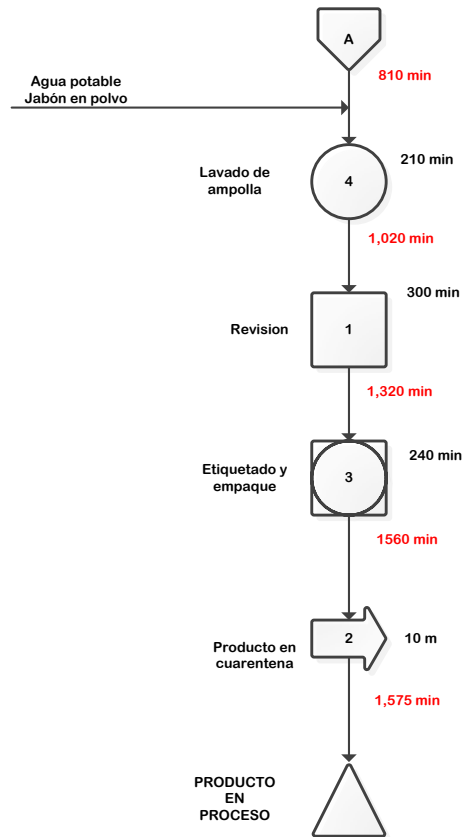 A
810 min
Agua potable
Jabón en polvo
210 min
Lavado de
ampolla
4
1,020 min
300 min
Revision
1
1,320 min
240 min
Etiquetado y
empaque
3
1560 min
2
10 m
Producto en
cuarentena
1,575 min
PRODUCTO
EN
PROCESO